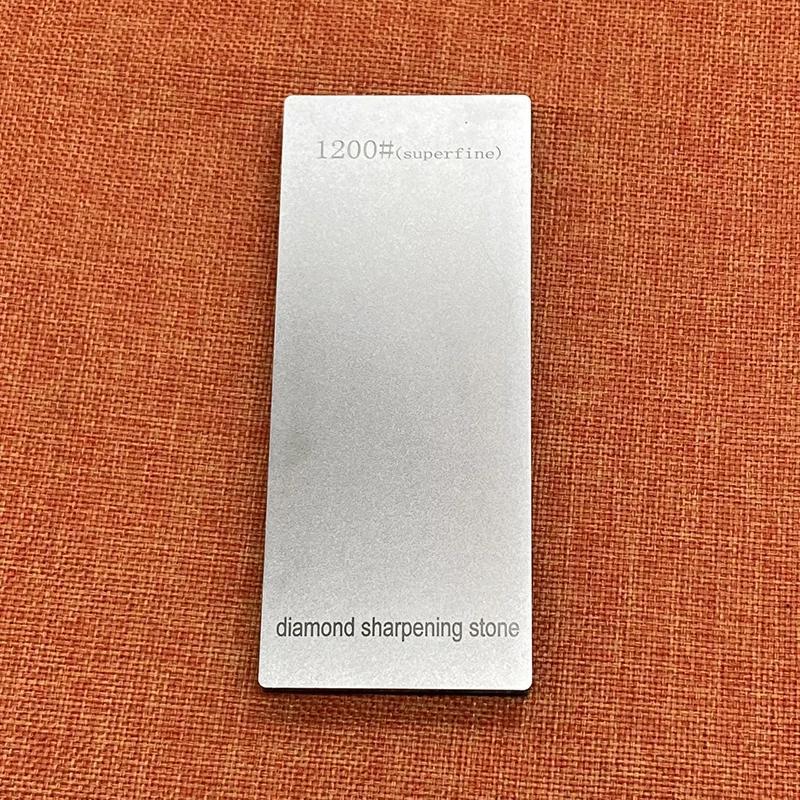 1200#(superfine)
diamond sharpening stone